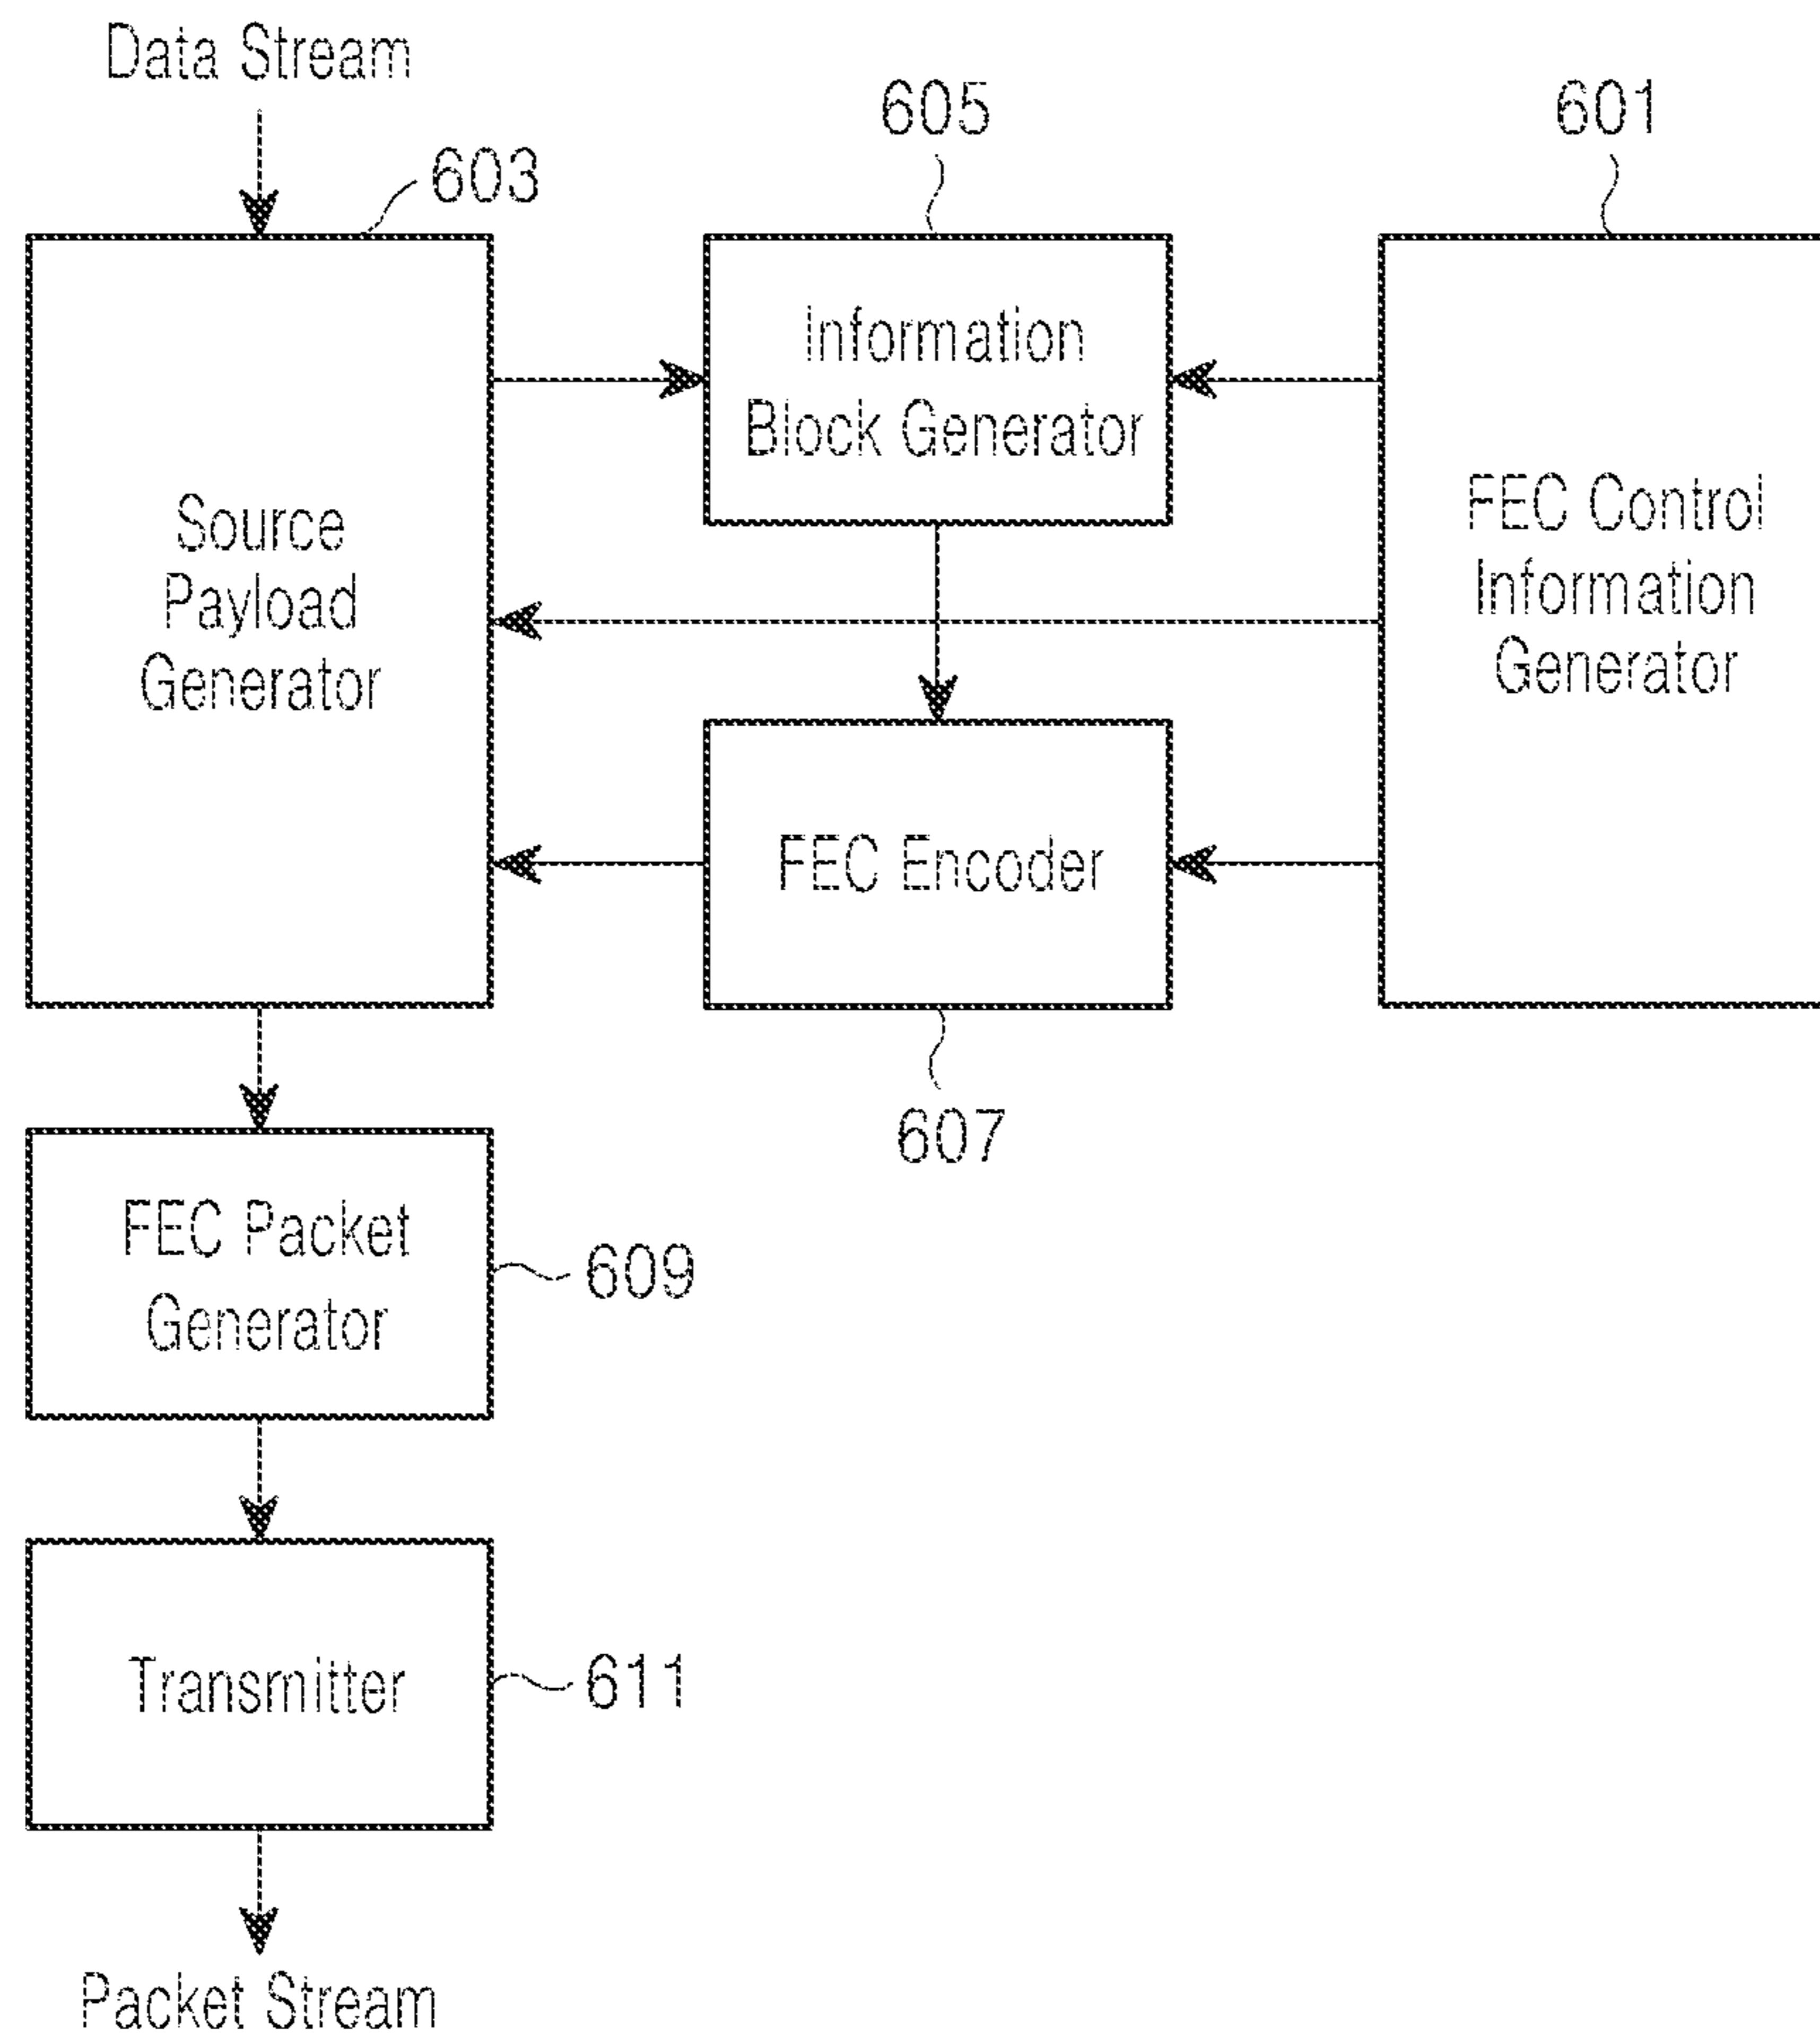 Data Stream
603
605
601
Source
Payload
Generator
Information
Block Generator
FEC Control
Information
Generator
FEC Encoder
607
FEC Packet
Generator
609
Transmitter
611
Packet Stream